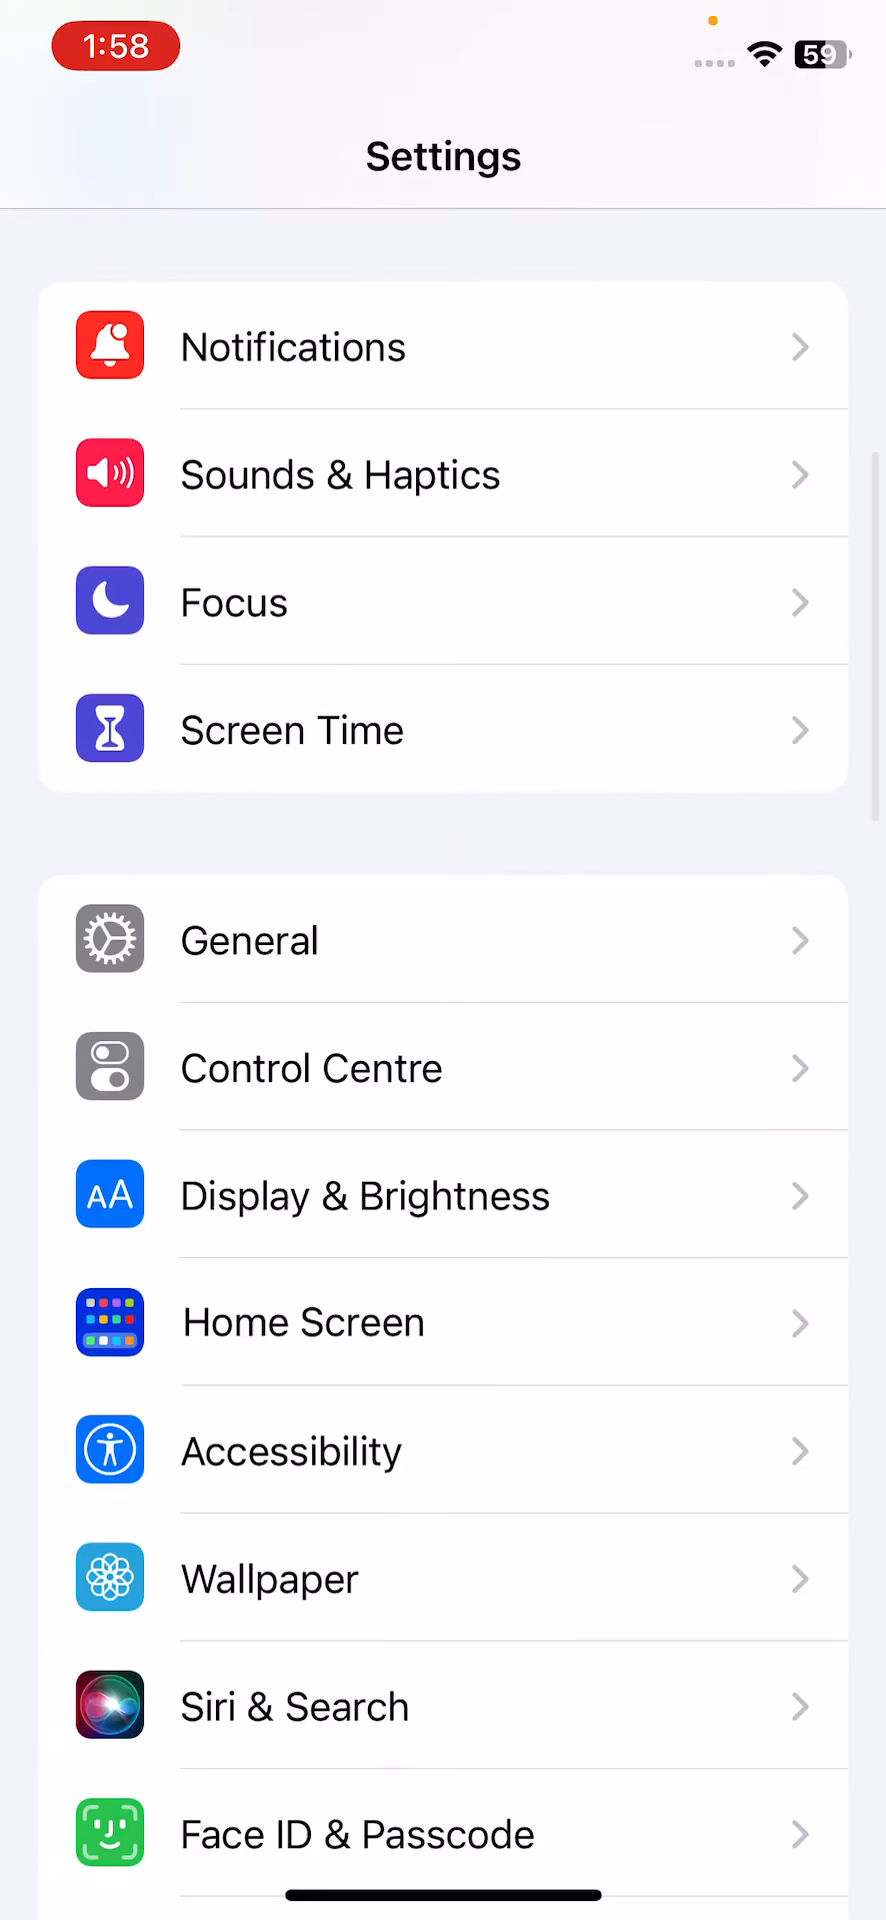 1:58
59
Settings
Notifications
Sounds & Haptics
Focus
Screen Time
General
Control Centre
AA Display & Brightness
Home Screen
Accessibility
Wallpaper
Siri & Search
Face ID & Passcode